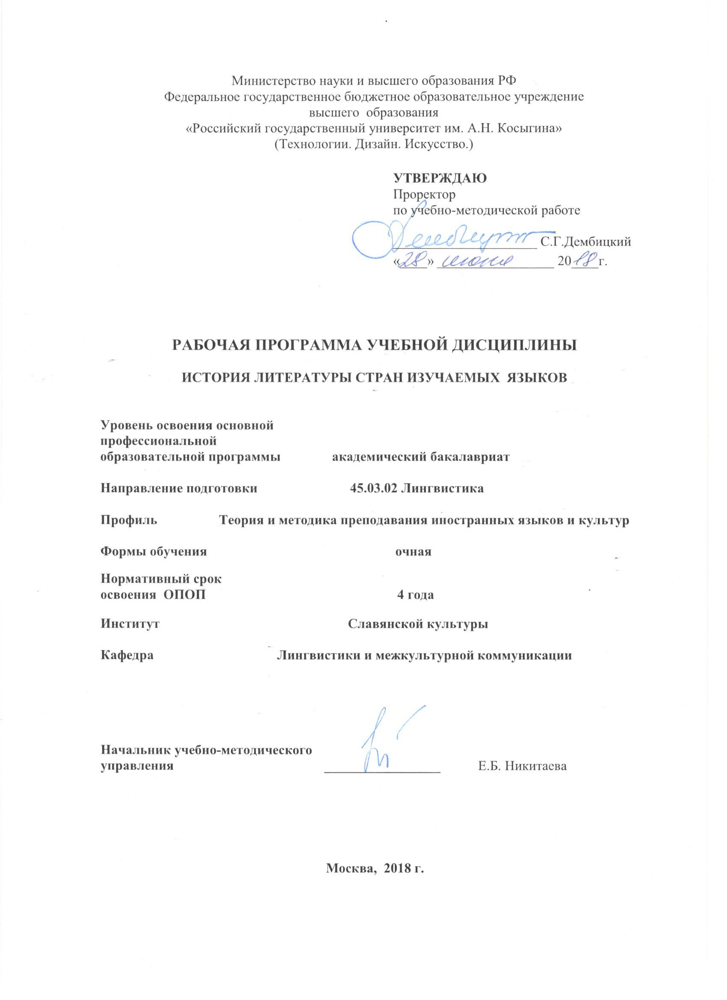 Министерство науки и высшего образования РФ
Федеральное государственное бюджетное образовательное учреждение
высшего образования
«Российский государственный университет им. А.Н. Косыгина»
(Технологии. Дизайн. Искусство.)
УТВЕРЖДАЮ
Проректор
по учебно-методической работе
С.Г.Дембицкий
«28» июня 2018г.
РАБОЧАЯ ПРОГРАММА УЧЕБНОЙ ДИСЦИПЛИНЫ
ИСТОРИЯ ЛИТЕРАТУРЫ СТРАН ИЗУЧАЕМЫХ ЯЗЫКОВ
Уровень освоения основной
профессиональной
образовательной программы академический бакалавриат
Направление подготовки 45.03.02 Лингвистика
Профиль Теория и методика преподавания иностранных языков и культур
Формы обучения очная
Нормативный срок
освоения ОПОП 4 года
Институт Славянской культуры
Кафедра Лингвистики и межкультурной коммуникации
Начальник учебно-методического
управления Е.Б. Никитаева
Москва, 2018 г.